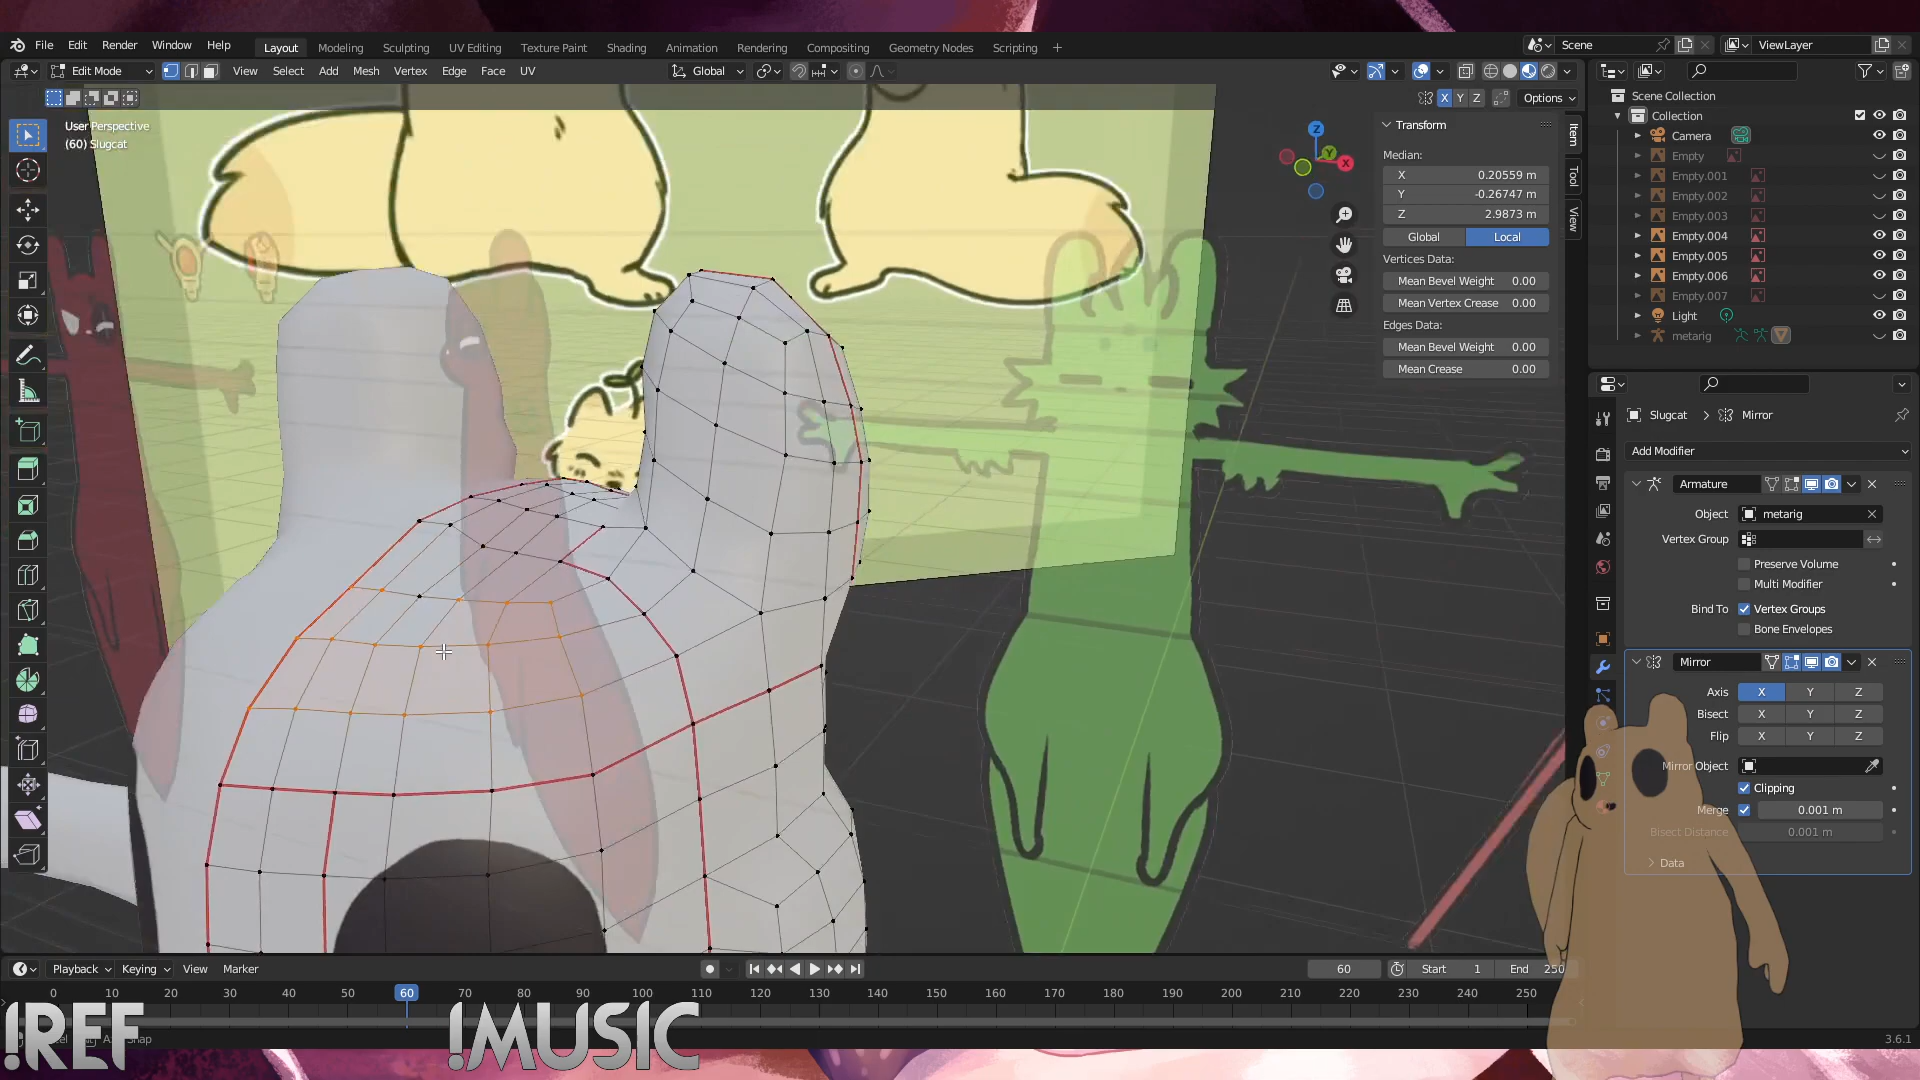 File Edit Render Window Help Layout Modeling Sculpting UV Editing Texture Paint Shading Animation Rendering Compositing Geometry Nodes Scripting + Scene ViewLayer
Edit Mode View Select Add Mesh Vertex Edge Face UV Global
X Y Z Options
User Perspective
(60) Slugcat
Z
Y
X
Transform
Median:
X 0.20559 m
Y -0.26747 m
Z 2.9873 m
Global Local
Vertices Data:
Mean Bevel Weight 0.00
Mean Vertex Crease 0.00
Edges Data:
Mean Bevel Weight 0.00
Mean Crease 0.00
Item
Tool
View
Scene Collection
Collection
Camera
Empty
Empty.001
Empty.002
Empty.003
Empty.004
Empty.005
Empty.006
Empty.007
Light
metarig
Slugcat > Mirror
Add Modifier
Armature
Object metarig
Vertex Group
Preserve Volume
Multi Modifier
Bind To Vertex Groups
Bone Envelopes
Mirror
Axis X Y Z
Bisect X Y Z
Flip X Y Z
Mirror Object
Clipping
Merge 0.001 m
Bisect Distance 0.001 m
Data
Playback Keying View Marker 60 Start 1 End 250
0 10 20 30 40 50 60 70 80 90 100 110 120 130 140 150 160 170 180 190 200 210 220 230 240 250
!REF !MUSIC
Snap
3.6.1